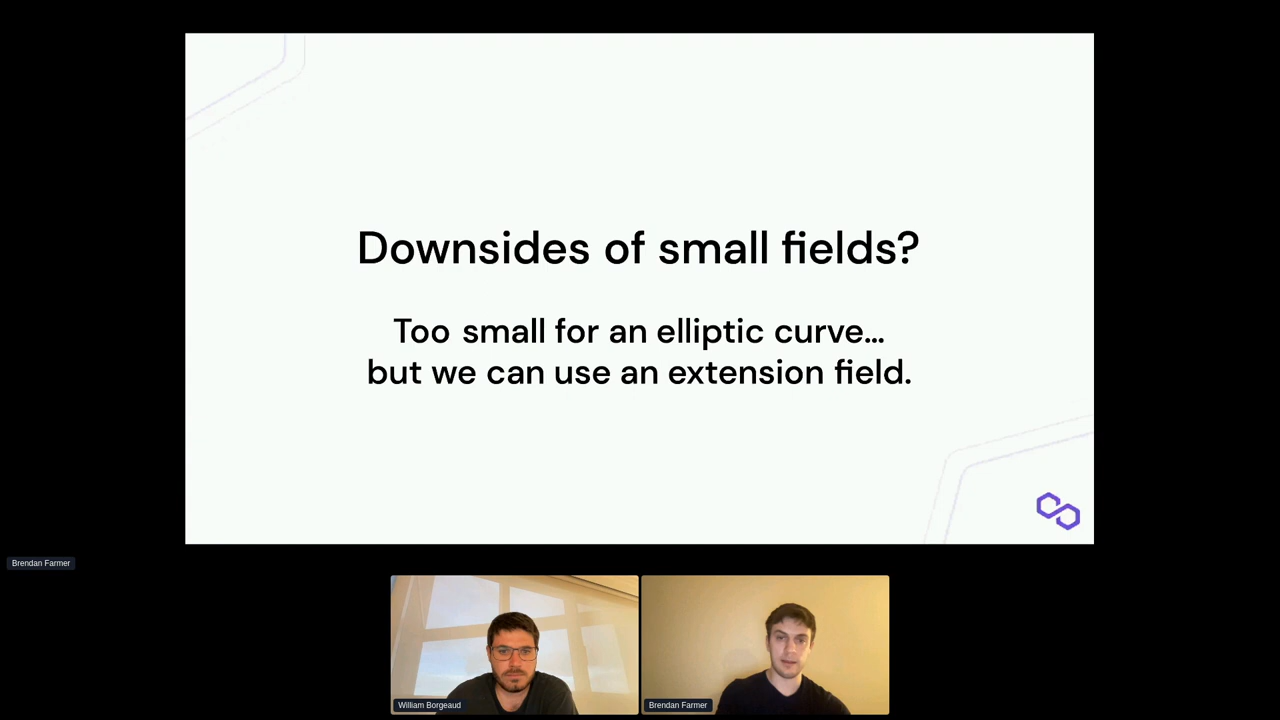 Downsides of small fields?
Too small for an elliptic curve...
but we can use an extension field.
Brendan Farmer
William Borgeaud
Brendan Farmer